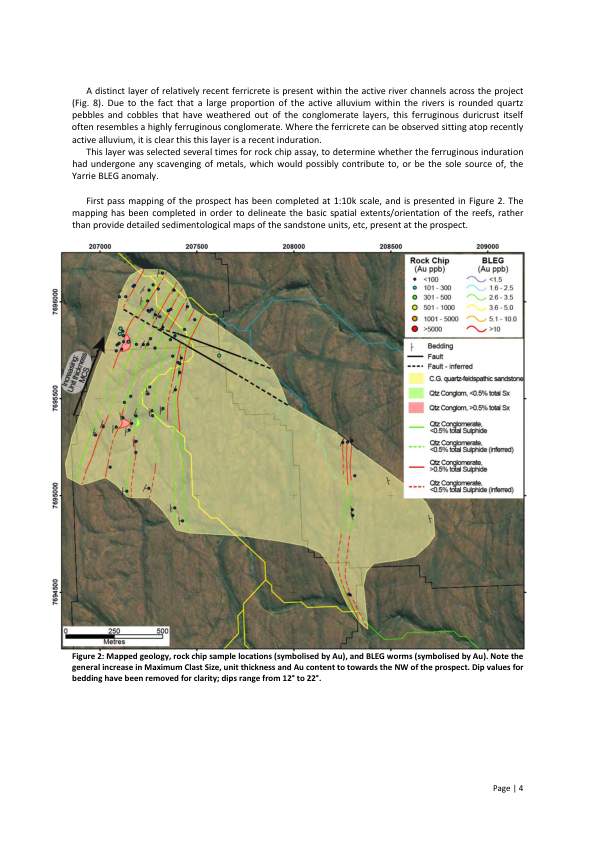 A distinct layer of relatively recent ferricrete is present within the active river channels across the project
(Fig. 8). Due to the fact that a large proportion of the active alluvium within the rivers is rounded quartz
pebbles and cobbles that have weathered out of the conglomerate layers, this ferruginous duricrust itself
often resembles a highly ferruginous conglomerate. Where the ferricrete can be observed sitting atop recently
active alluvium, it is clear this this layer is a recent induration.
This layer was selected several times for rock chip assay, to determine whether the ferruginous induration
had undergone any scavenging of metals, which would possibly contribute to, or be the sole source of, the
Yarrie BLEG anomaly.
First pass mapping of the prospect has been completed at 1:10k scale, and is presented in Figure 2. The
mapping has been completed in order to delineate the basic spatial extents/orientation of the reefs, rather
than provide detailed sedimentological maps of the sandstone units, etc, present at the prospect.
207000 207500 208000 208500 209000
7696000
7695500
7695000
7694500
Increasing:
Unit thickness
MCS
Rock Chip
(Au ppb)
<100
101 - 300
301 - 500
501 - 1000
1001 - 5000
>5000
BLEG
(Au ppb)
<1.5
1.6 - 2.5
2.6 - 3.5
3.6 - 5.0
5.1 - 10.0
>10
Bedding
Fault
Fault - inferred
C.G. quartz-feldspathic sandstone
Qtz Conglom, <0.5% total Sx
Qtz Conglom, >0.5% total Sx
Qtz Conglomerate,
<0.5% total Sulphide
Qtz Conglomerate,
<0.5% total Sulphide (inferred)
Qtz Conglomerate,
>0.5% total Sulphide
Qtz Conglomerate,
<0.5% total Sulphide (inferred)
0 250 500
Metres
Figure 2: Mapped geology, rock chip sample locations (symbolised by Au), and BLEG worms (symbolised by Au). Note the
general increase in Maximum Clast Size, unit thickness and Au content to towards the NW of the prospect. Dip values for
bedding have been removed for clarity; dips range from 12° to 22°.
Page | 4